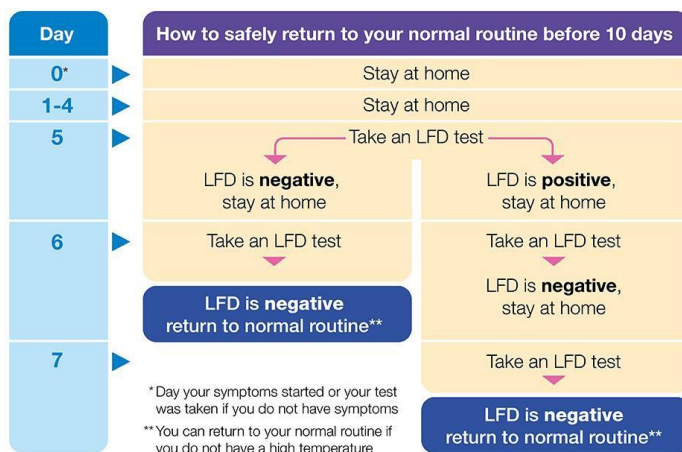 Day
How to safely return to your normal routine before 10 days
0*
Stay at home
1-4
Stay at home
5
Take an LFD test
LFD is negative,
stay at home
LFD is positive,
stay at home
6
Take an LFD test
LFD is negative
return to normal routine**
Take an LFD test
LFD is negative,
stay at home
7
Take an LFD test
LFD is negative
return to normal routine**
*Day your symptoms started or your test
was taken if you do not have symptoms
**You can return to your normal routine if
you do not have a high temperature